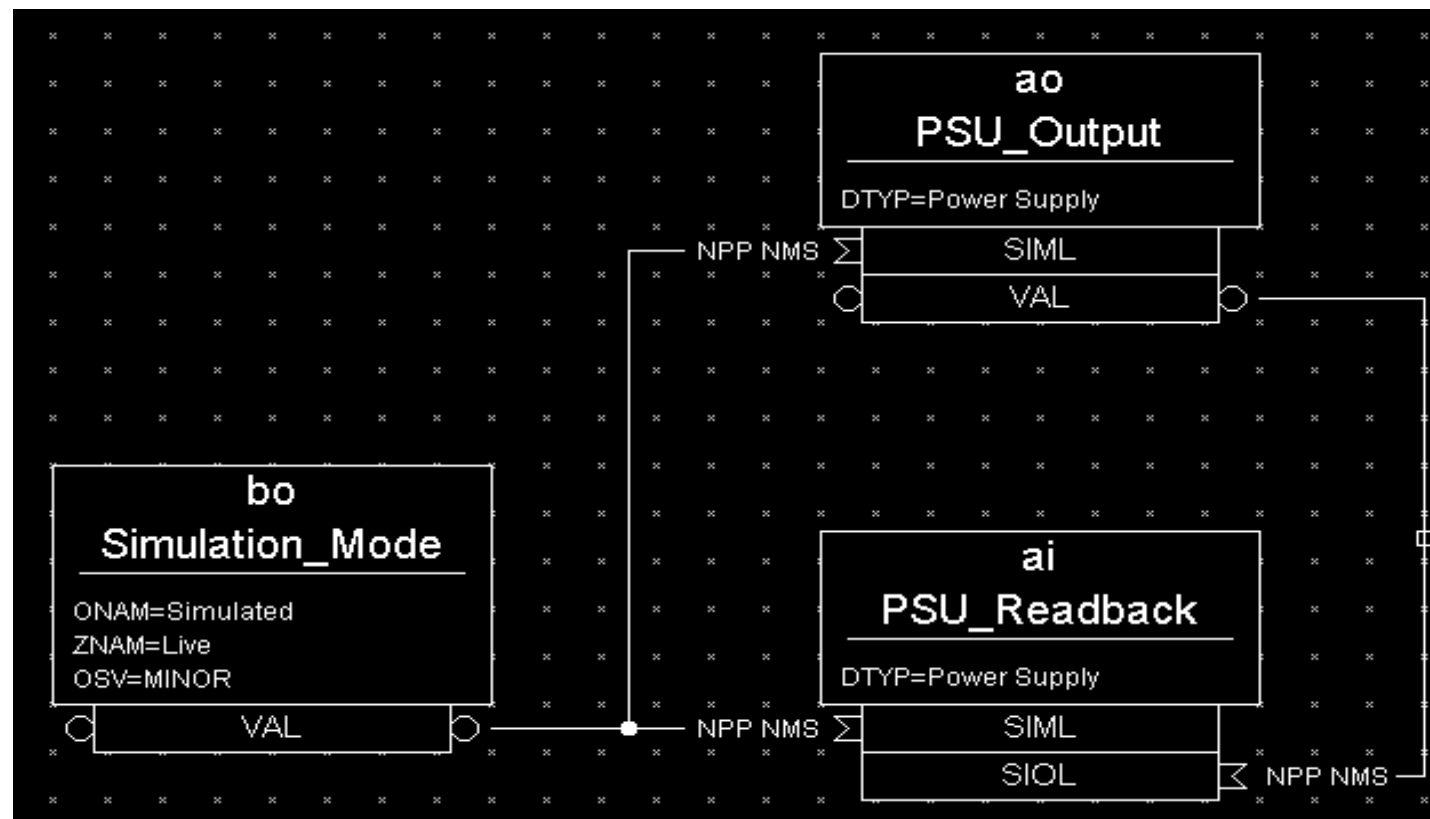 ao
PSU_Output
DTYP=Power Supply
NPP NMS
SIML
VAL
bo
Simulation_Mode
ONAM=Simulated
ZNAM=Live
OSV=MINOR
VAL
ai
PSU_Readback
DTYP=Power Supply
NPP NMS
SIML
SIOL
NPP NMS